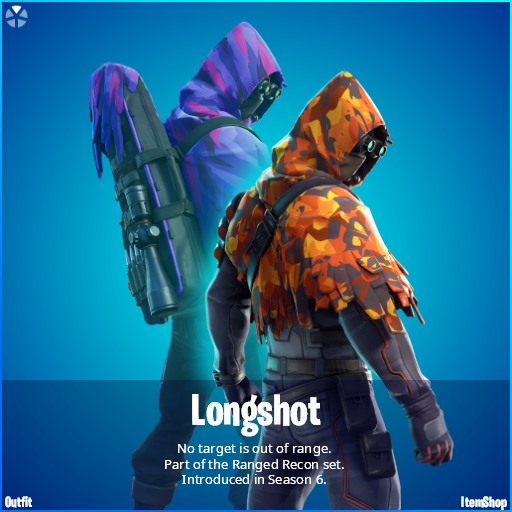 Longshot
No target is out of range.
Part of the Ranged Recon set.
Introduced in Season 6.
Outfit
ItemShop